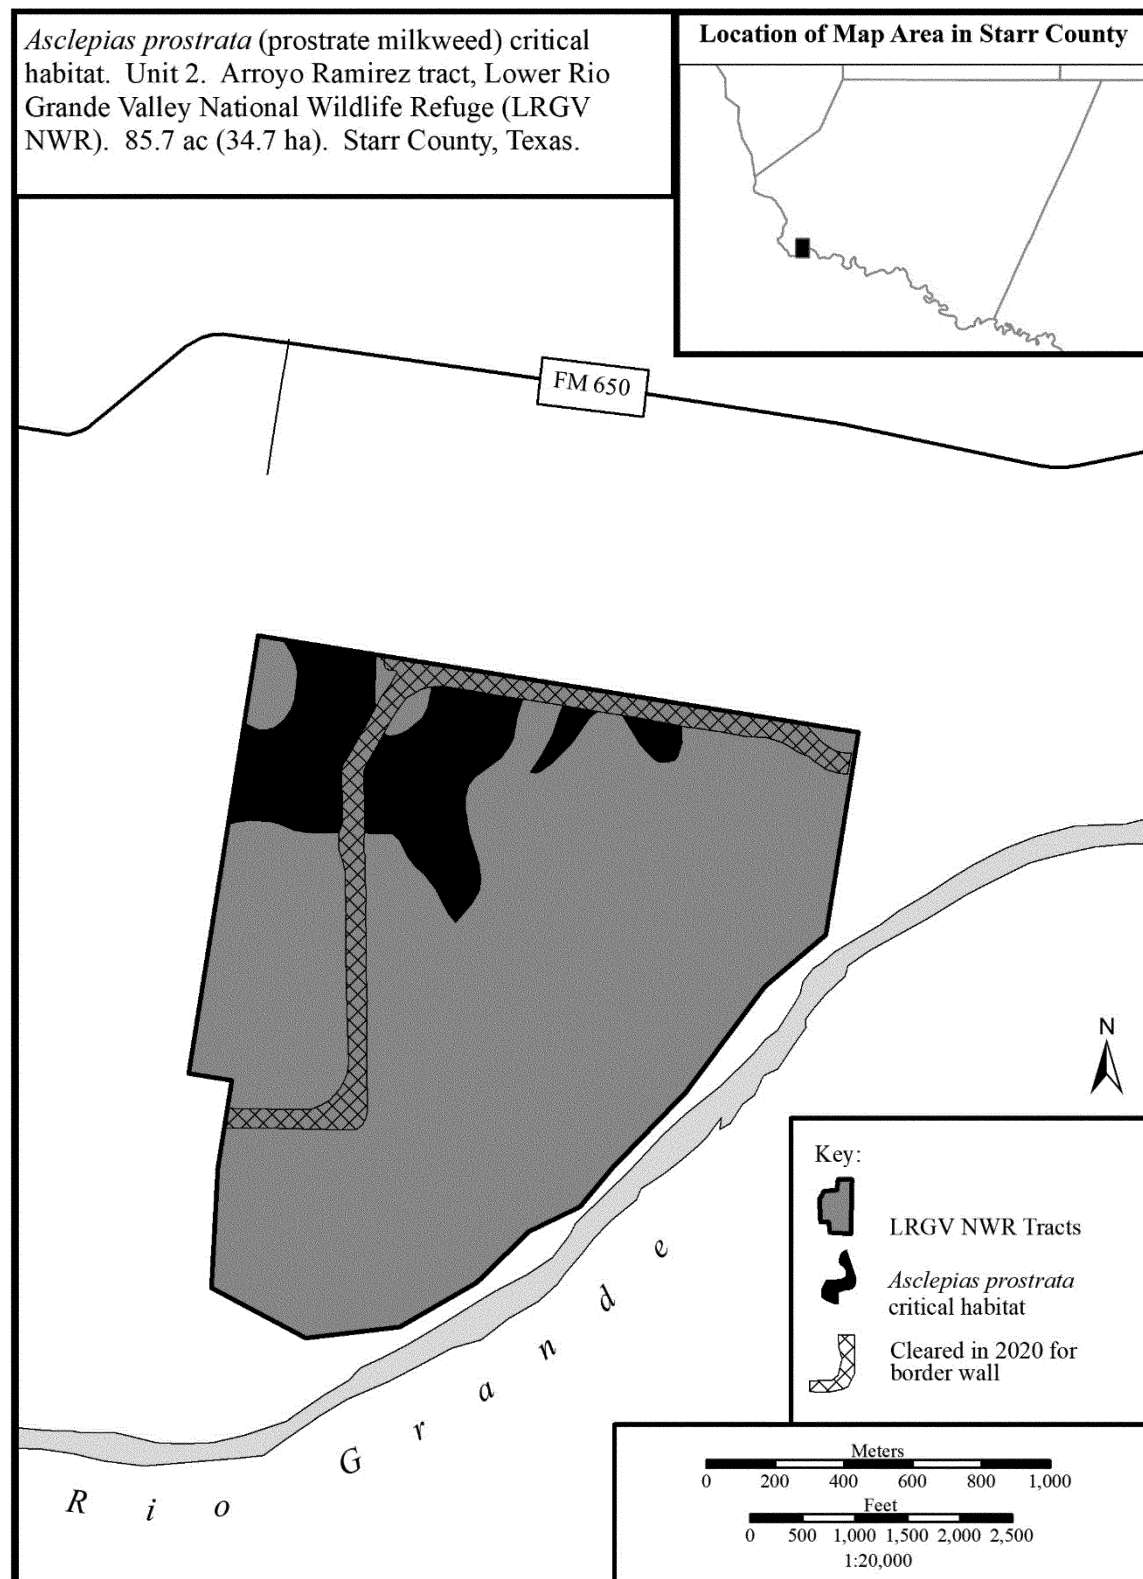 Asclepias prostrata (prostrate milkweed) critical
habitat.  Unit 2.  Arroyo Ramirez tract, Lower Rio
Grande Valley National Wildlife Refuge (LRGV
NWR).  85.7 ac (34.7 ha).  Starr County, Texas.
Location of Map Area in Starr County
FM 650
N
Key:
LRGV NWR Tracts
Asclepias prostrata
critical habitat
Cleared in 2020 for
border wall
Rio Grande
Meters
0 200 400 600 800 1,000
Feet
0 500 1,000 1,500 2,000 2,500
1:20,000